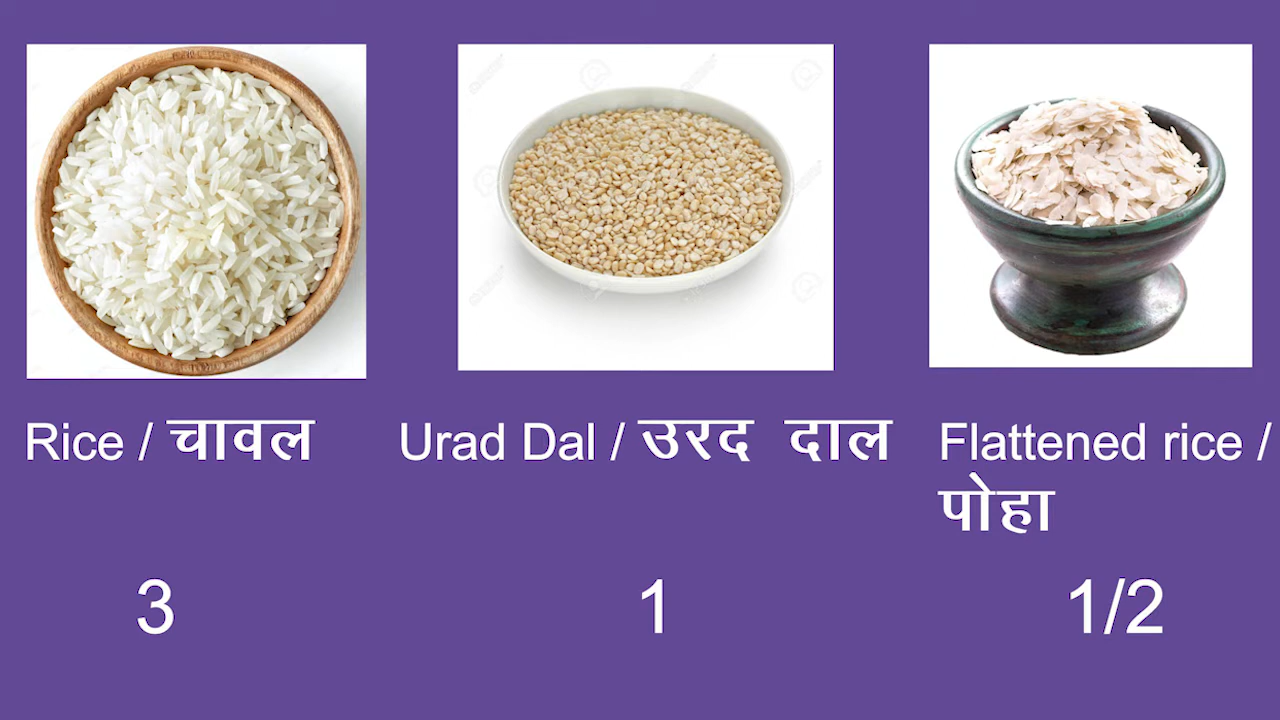 Rice / चावल
Urad Dal / उरद दाल
Flattened rice /
पोहा
3
1
1/2